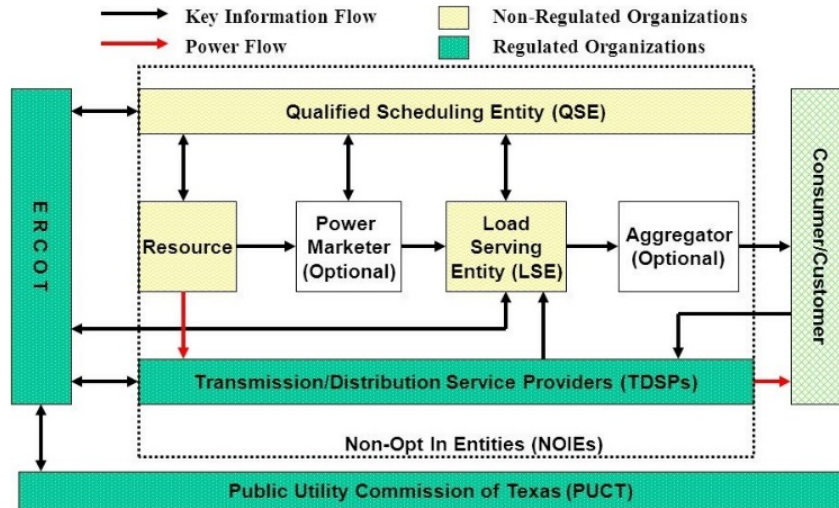 Key Information Flow
Non-Regulated Organizations
Power Flow
Regulated Organizations
Qualified Scheduling Entity (QSE)
ERCOT
Resource
Power
Marketer
(Optional)
Load
Serving
Entity (LSE)
Aggregator
(Optional)
Consumer/Customer
Transmission/Distribution Service Providers (TDSPs)
Non-Opt In Entities (NOIEs)
Public Utility Commission of Texas (PUCT)